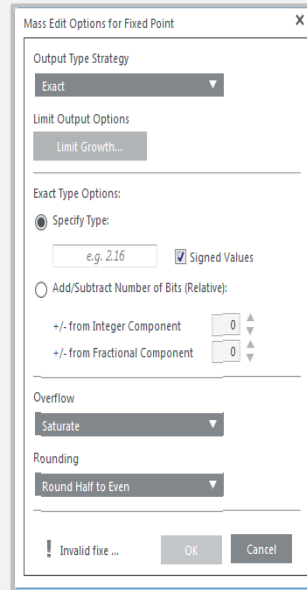 Mass Edit Options for Fixed Point X
Output Type Strategy
Exact
Limit Output Options
Limit Growth...
Exact Type Options:
Specify Type:
e.g. 2.16 Signed Values
Add/Subtract Number of Bits (Relative):
+/- from Integer Component 0
+/- from Fractional Component 0
Overflow
Saturate
Rounding
Round Half to Even
! Invalid fixe ... OK Cancel